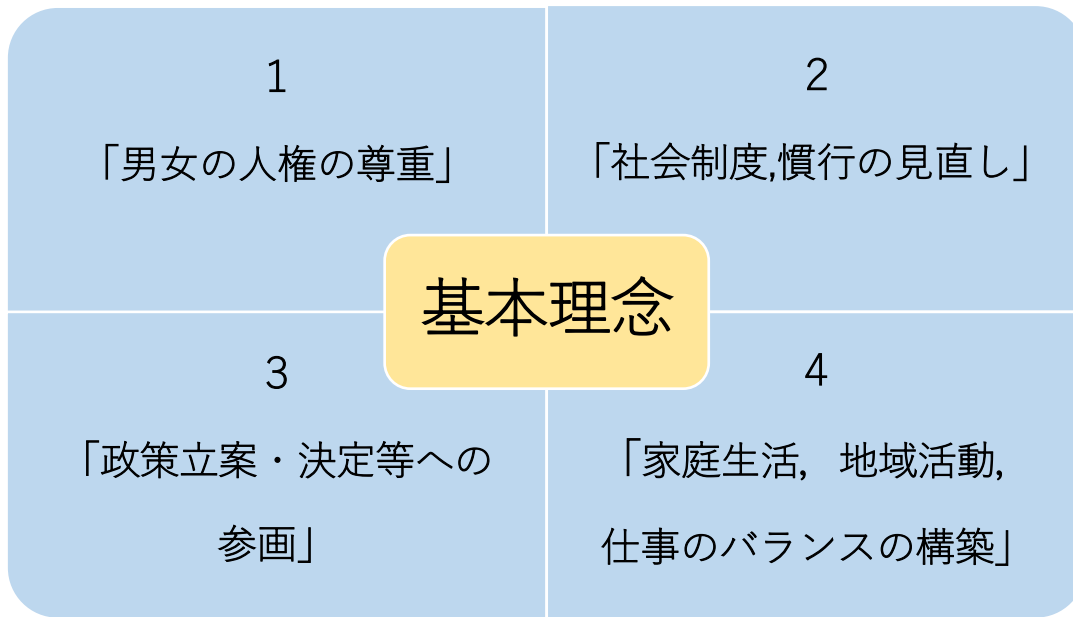 1
「男女の人権の尊重」
2
「社会制度,慣行の見直し」
基本理念
3
「政策立案・決定等への
参画」
4
「家庭生活,　地域活動,
仕事のバランスの構築」